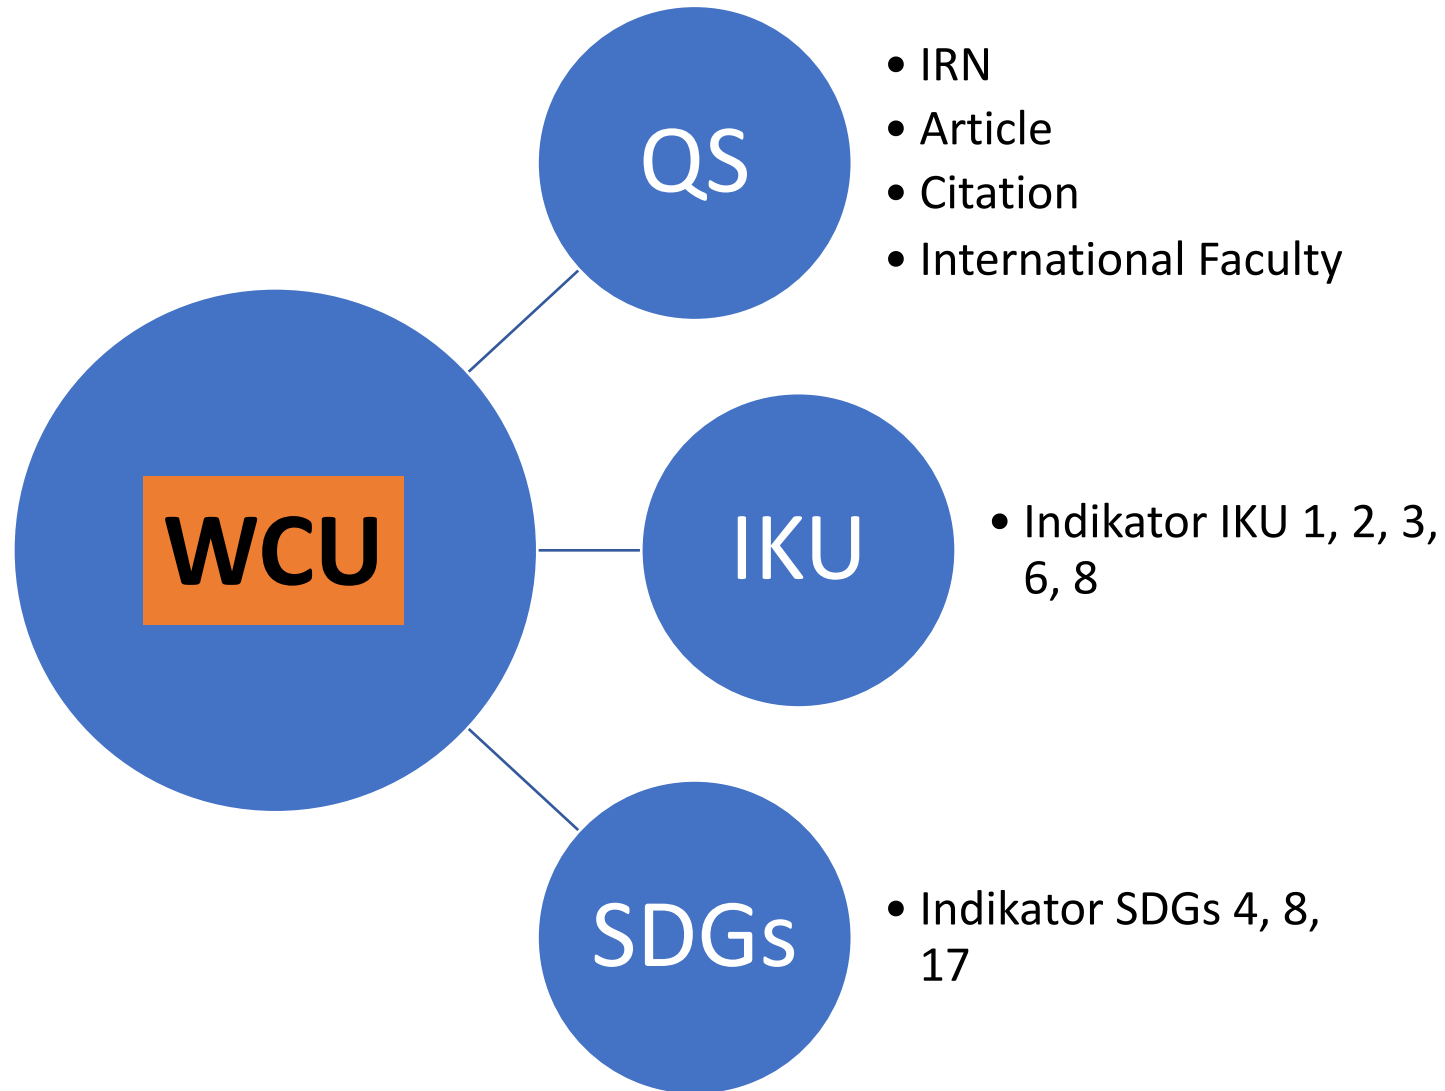 QS
• IRN
• Article
• Citation
• International Faculty
WCU
IKU
• Indikator IKU 1, 2, 3,
6, 8
SDGs
• Indikator SDGs 4, 8,
17